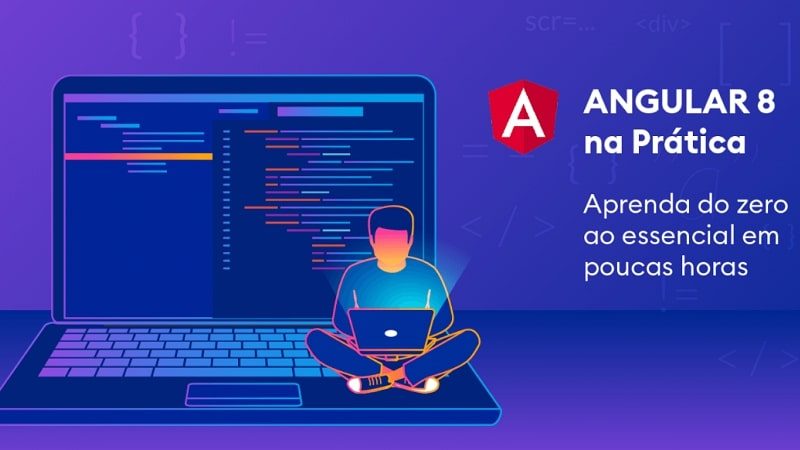 { } !=
scr=...
<div>
A
ANGULAR 8
na Prática
Aprenda do zero
ao essencial em
poucas horas
</ >
!=
</ >